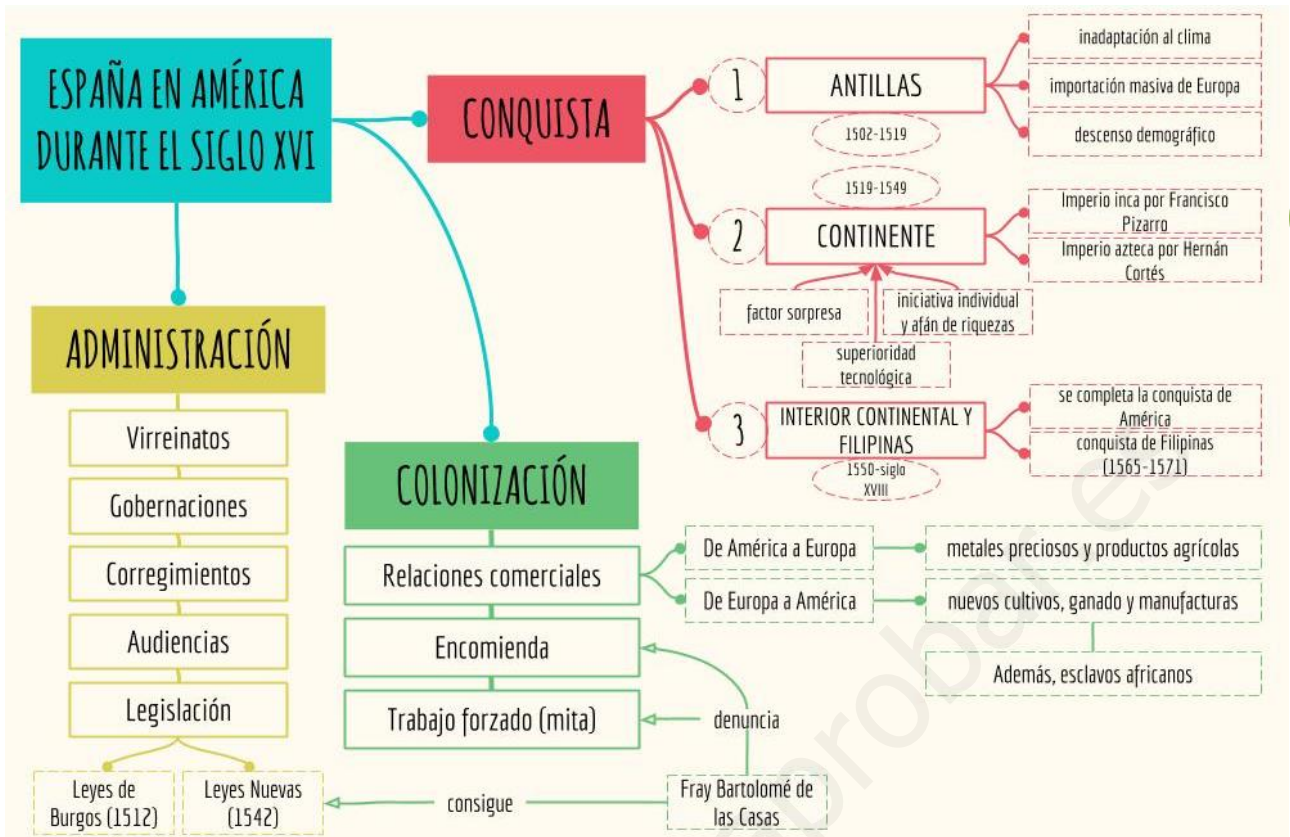 ESPAÑA EN AMÉRICA
DURANTE EL SIGLO XVI
CONQUISTA
1
ANTILLAS
1502-1519
inadaptación al clima
importación masiva de Europa
descenso demográfico
1519-1549
2
CONTINENTE
Imperio inca por Francisco
Pizarro
Imperio azteca por Hernán
Cortés
factor sorpresa
superioridad
tecnológica
iniciativa individual
y afán de riquezas
3
INTERIOR CONTINENTAL Y
FILIPINAS
1550-siglo
XVIII
se completa la conquista de
América
conquista de Filipinas
(1565-1571)
ADMINISTRACIÓN
Virreinatos
Gobernaciones
Corregimientos
Audiencias
Legislación
Leyes de
Burgos (1512)
Leyes Nuevas
(1542)
COLONIZACIÓN
Relaciones comerciales
De América a Europa
metales preciosos y productos agrícolas
De Europa a América
nuevos cultivos, ganado y manufacturas
Además, esclavos africanos
Encomienda
Trabajo forzado (mita)
denuncia
consigue
Fray Bartolomé de
las Casas
probar es